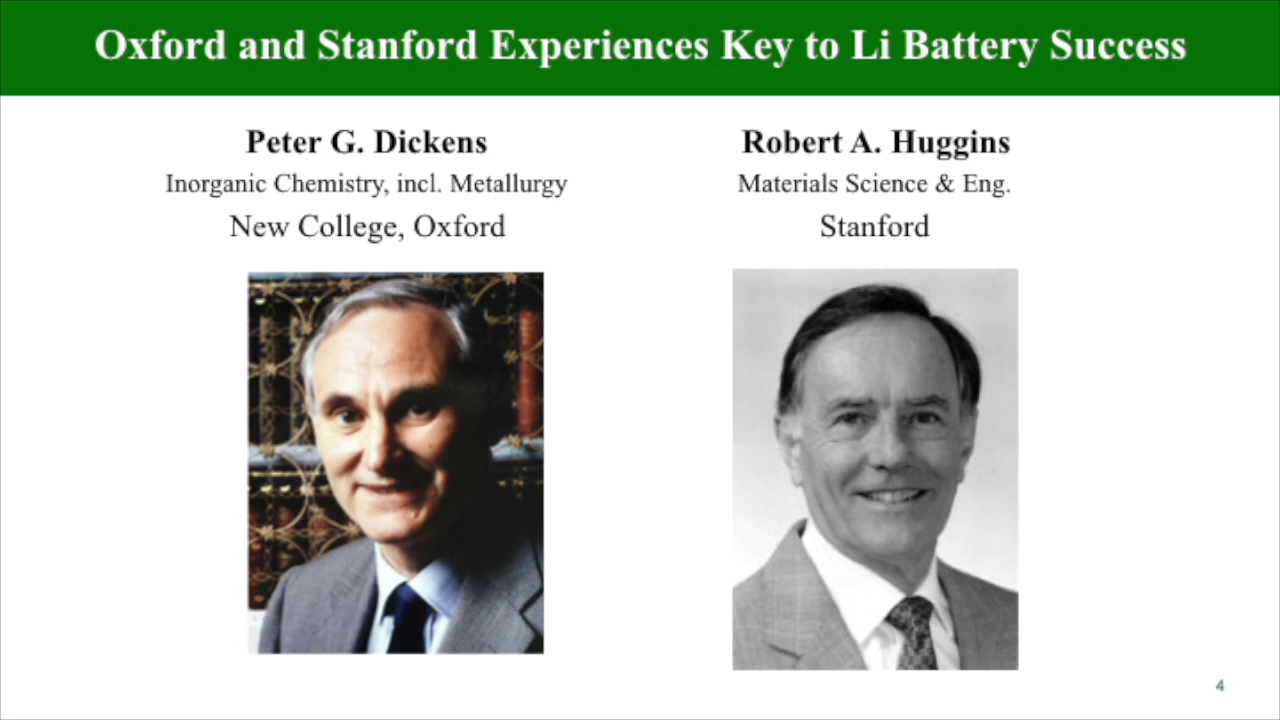 Oxford and Stanford Experiences Key to Li Battery Success
Peter G. Dickens
Inorganic Chemistry, incl. Metallurgy
New College, Oxford
Robert A. Huggins
Materials Science & Eng.
Stanford
4